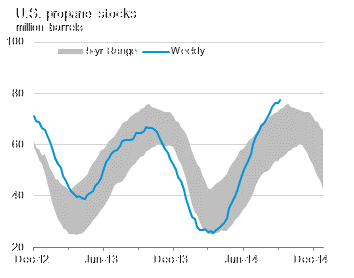 U.S. propane stocks
million barrels
100
5-yr Range Weekly
80
60
40
20
Dec-12 Jun-13 Dec-13 Jun-14 Dec-14